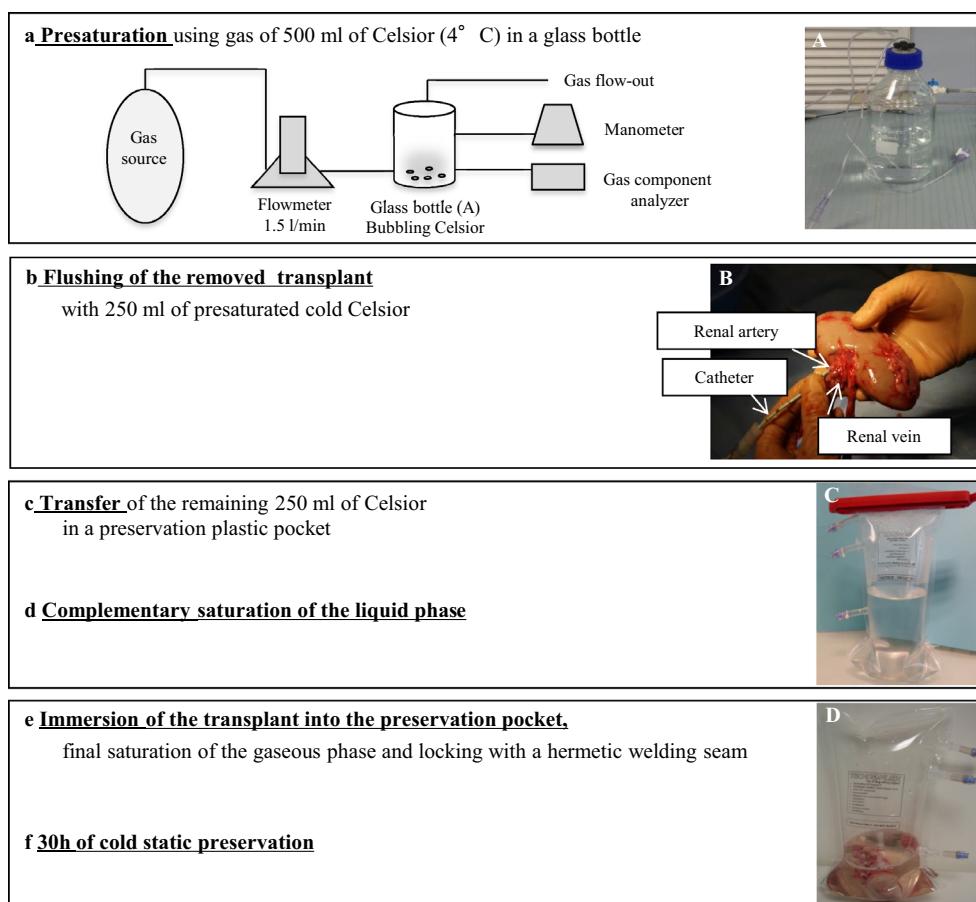 a Presaturation using gas of 500 ml of Celsior (4° C) in a glass bottle
A
Gas flow-out
Gas
source
Manometer
Gas component
analyzer
Flowmeter
1.5 l/min
Glass bottle (A)
Bubbling Celsior
b Flushing of the removed transplant
with 250 ml of presaturated cold Celsior
B
Renal artery
Catheter
Renal vein
c Transfer of the remaining 250 ml of Celsior
in a preservation plastic pocket
C
d Complementary saturation of the liquid phase
e Immersion of the transplant into the preservation pocket,
final saturation of the gaseous phase and locking with a hermetic welding seam
D
f 30h of cold static preservation